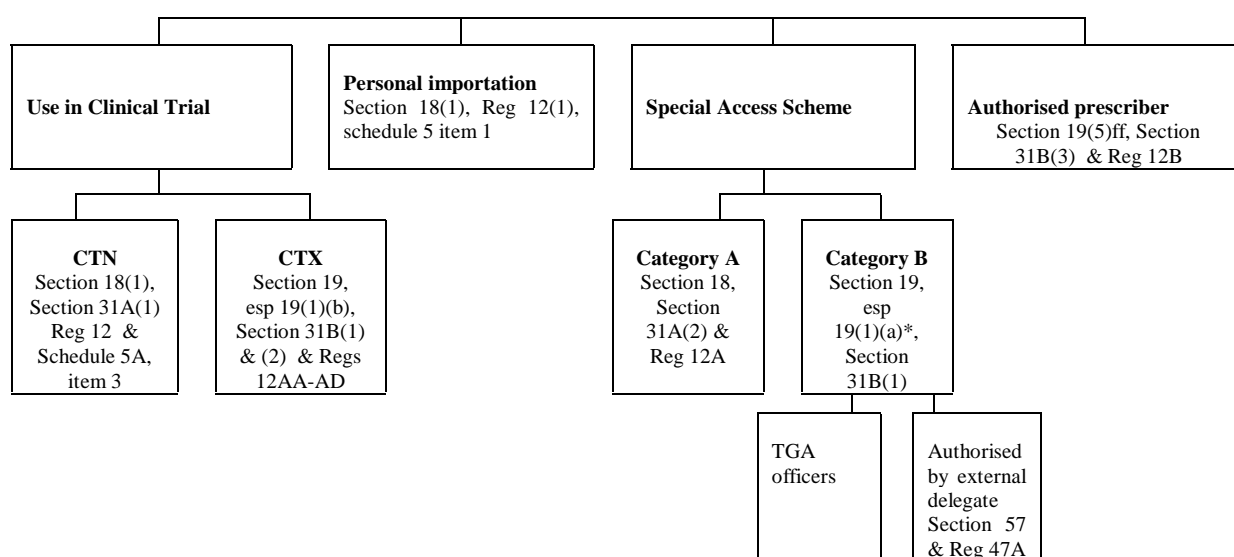 Use in Clinical Trial
Personal importation
Section 18(1), Reg 12(1),
schedule 5 item 1
Special Access Scheme
Authorised prescriber
Section 19(5)ff, Section
31B(3) & Reg 12B
CTN
Section 18(1),
Section 31A(1)
Reg 12 &
Schedule 5A,
item 3
CTX
Section 19,
esp 19(1)(b),
Section 31B(1)
& (2) & Regs
12AA-AD
Category A
Section 18,
Section
31A(2) &
Reg 12A
Category B
Section 19,
esp
19(1)(a)*,
Section
31B(1)
TGA
officers
Authorised
by external
delegate
Section 57
& Reg 47A